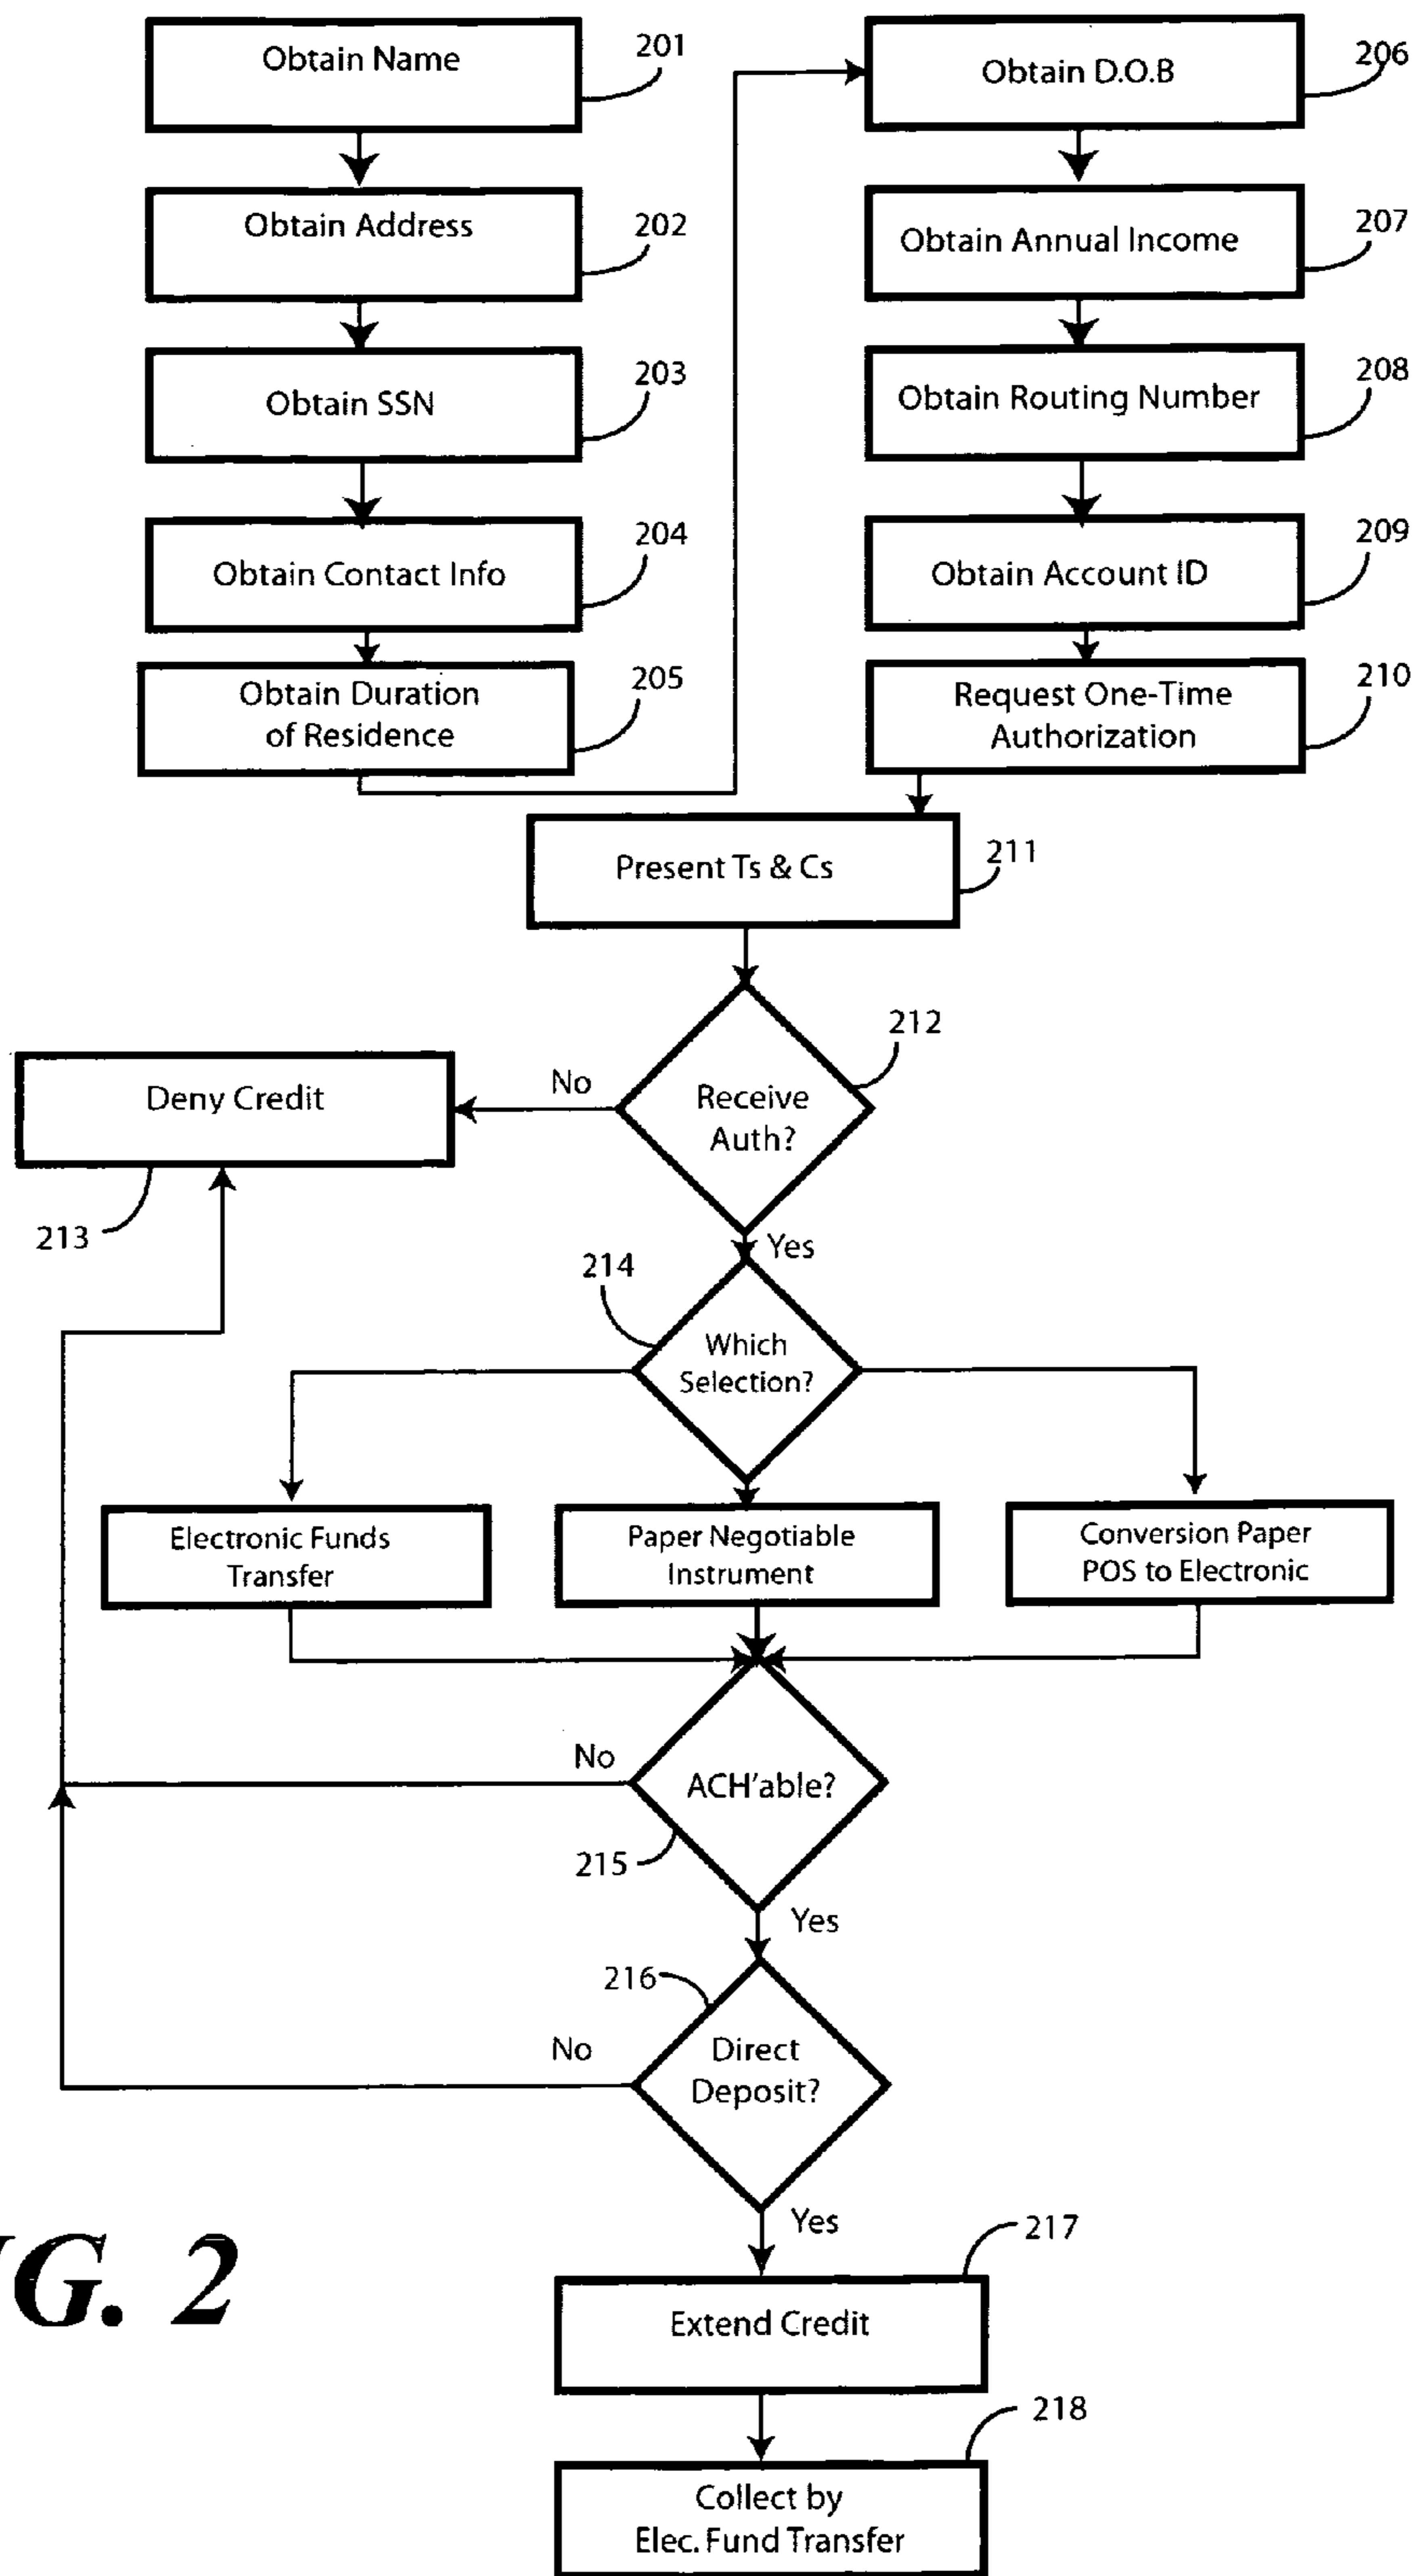 Obtain Name
201
Obtain Address
202
Obtain SSN
203
Obtain Contact Info
204
Obtain Duration
of Residence
205
Obtain D.O.B
206
Obtain Annual Income
207
Obtain Routing Number
208
Obtain Account ID
209
Request One-Time
Authorization
210
Present Ts & Cs
211
Receive
Auth?
212
No
Deny Credit
213
Yes
Which
Selection?
214
Electronic Funds
Transfer
Paper Negotiable
Instrument
Conversion Paper
POS to Electronic
ACH'able?
215
No
Yes
Direct
Deposit?
216
No
Yes
Extend Credit
217
Collect by
Elec. Fund Transfer
218
G. 2